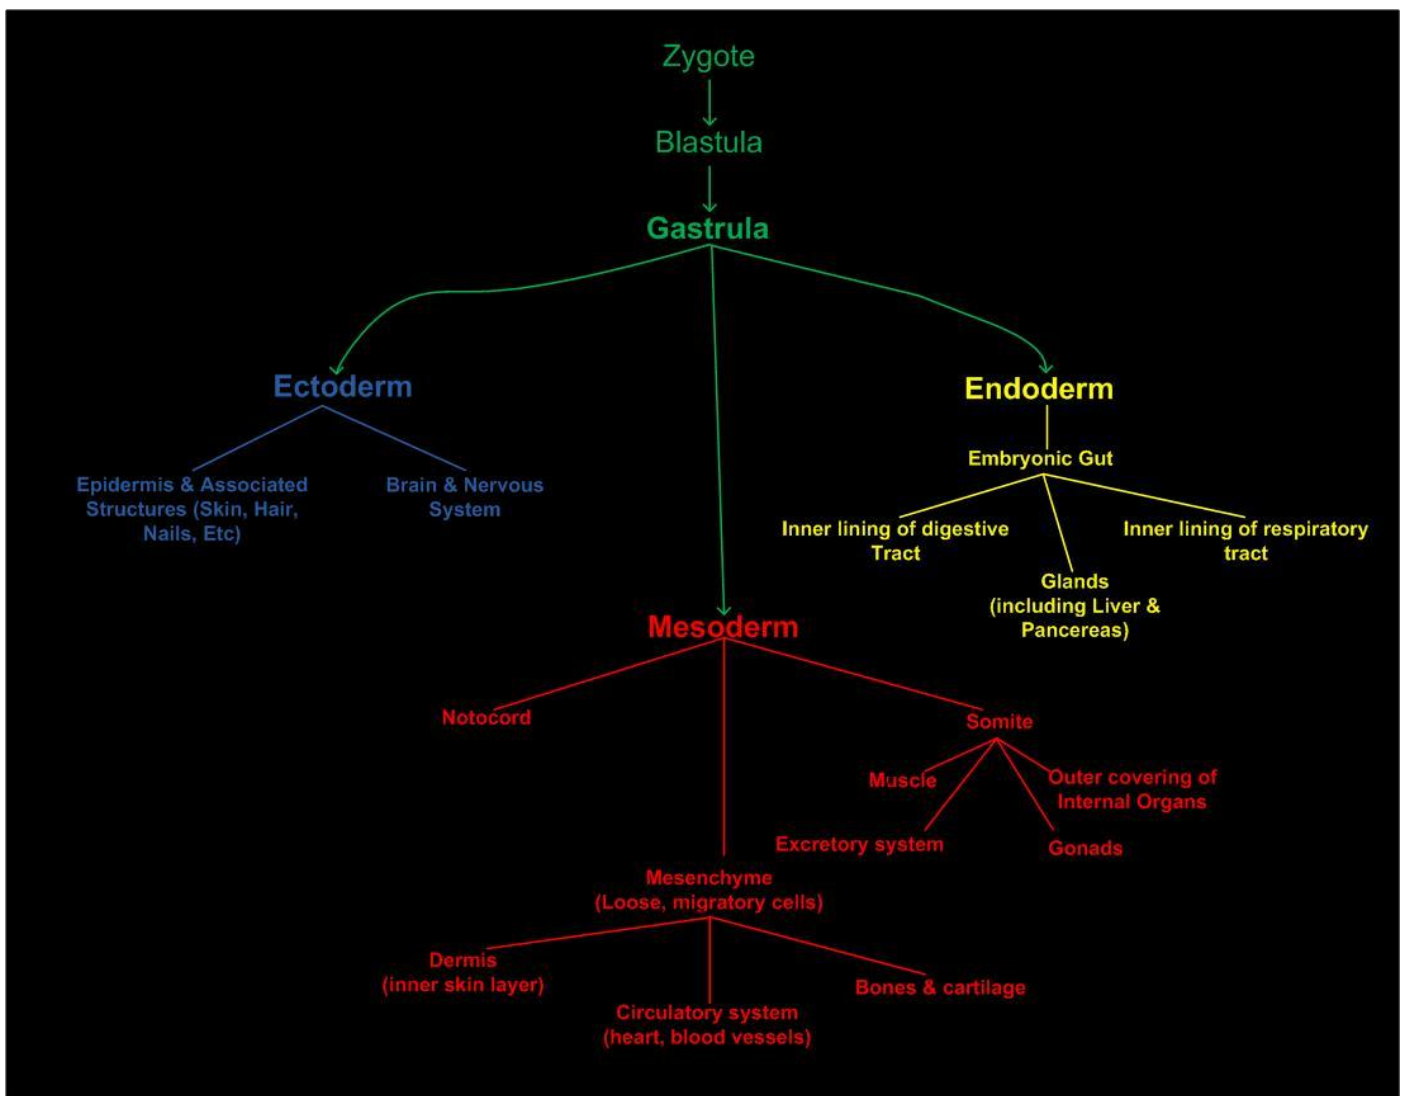 Zygote
Blastula
Gastrula
Ectoderm
Epidermis & Associated
Structures (Skin, Hair,
Nails, Etc)
Brain & Nervous
System
Endoderm
Embryonic Gut
Inner lining of digestive
Tract
Glands
(including Liver &
Pancereas)
Inner lining of respiratory
tract
Mesoderm
Notocord
Somite
Muscle
Outer covering of
Internal Organs
Excretory system
Gonads
Mesenchyme
(Loose, migratory cells)
Dermis
(inner skin layer)
Circulatory system
(heart, blood vessels)
Bones & cartilage